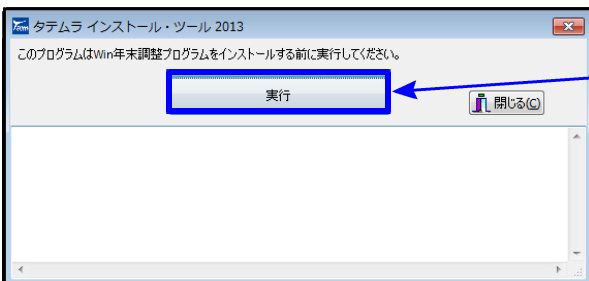 タテムラ インストール・ツール 2013
このプログラムはWin年末調整プログラムをインストールする前に実行してください。
実行
閉じる(C)